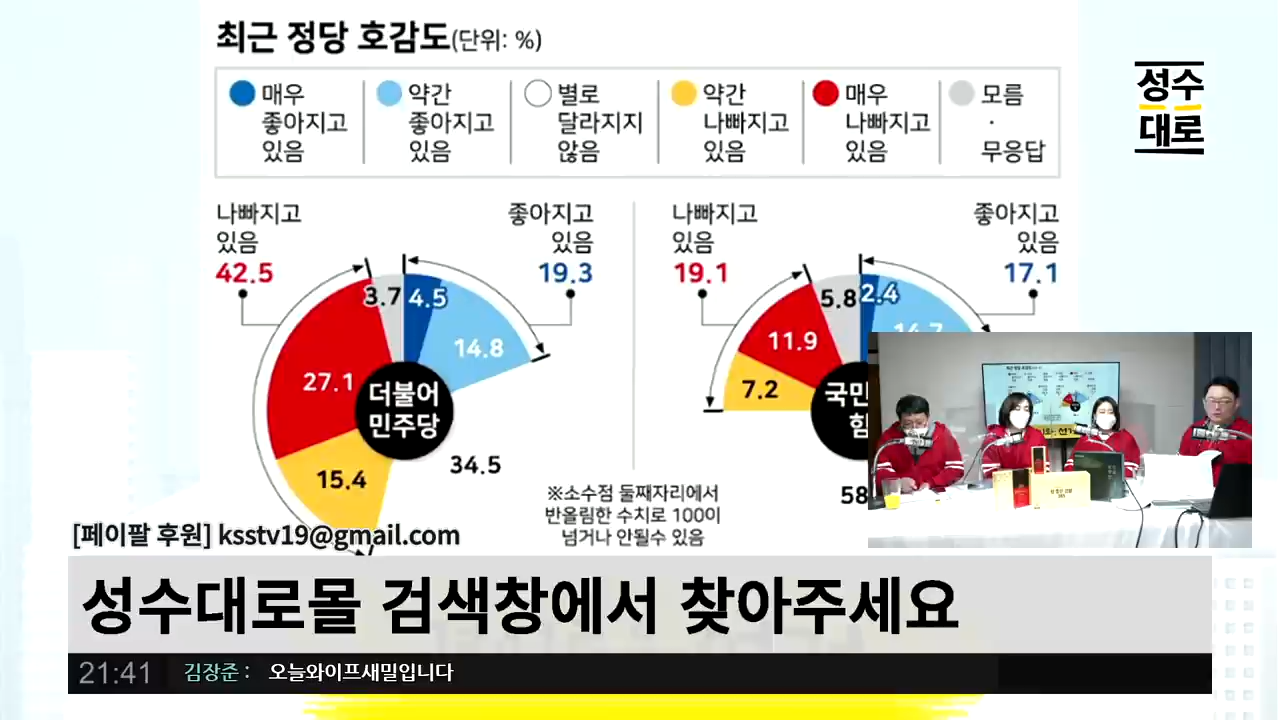 최근 정당 호감도(단위: %)
매우
좋아지고
있음
약간
좋아지고
있음
별로
달라지지
않음
약간
나빠지고
있음
매우
나빠지고
있음
모름
·
무응답
성수
대로
나빠지고
있음
42.5
좋아지고
있음
19.3
3.7
4.5
14.8
27.1
15.4
34.5
더불어
민주당
나빠지고
있음
19.1
좋아지고
있음
17.1
5.8
2.4
14.7
11.9
7.2
국민
힘
58
※소수점 둘째자리에서
반올림한 수치로 100이
넘거나 안될수 있음
[페이팔 후원] ksstv19@gmail.com
성수대로몰 검색창에서 찾아주세요
21:41 김장준 : 오늘와이프새밀입니다